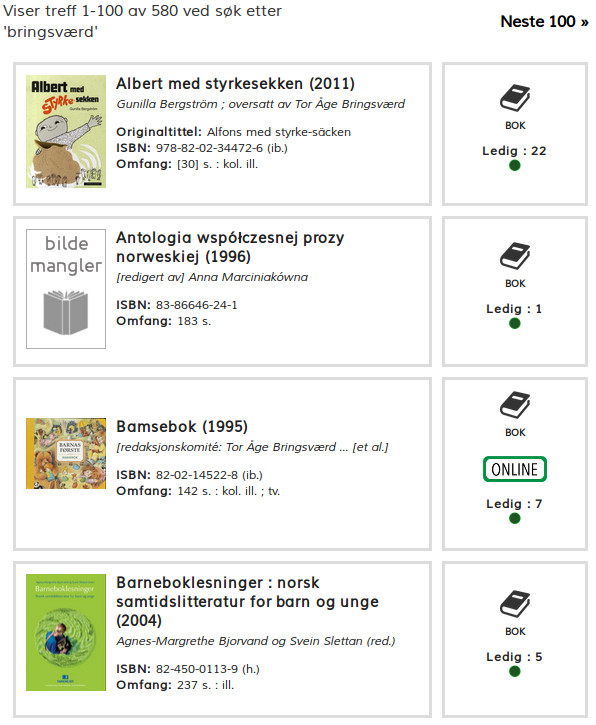 Viser treff 1-100 av 580 ved søk etter
'bringsværd'
Neste 100 »
Albert med
styrke
sekken
Gunilla Bergström
Albert med styrkesekken (2011)
Gunilla Bergström ; oversatt av Tor Åge Bringsværd
Originaltittel: Alfons med styrke-säcken
ISBN: 978-82-02-34472-6 (ib.)
Omfang: [30] s. : kol. ill.
BOK
Ledig : 22
bilde
mangler
Antologia współczesnej prozy
norweskiej (1996)
[redigert av] Anna Marciniakówna
ISBN: 83-86646-24-1
Omfang: 183 s.
BOK
Ledig : 1
BARNAS
FØRSTE
Bamsebok (1995)
[redaksjonskomité: Tor Åge Bringsværd ... [et al.]
ISBN: 82-02-14522-8 (ib.)
Omfang: 142 s. : kol. ill. ; tv.
BOK
ONLINE
Ledig : 7
Barneboklesninger
Barneboklesninger : norsk
samtidslitteratur for barn og unge
(2004)
Agnes-Margrethe Bjorvand og Svein Slettan (red.)
ISBN: 82-450-0113-9 (h.)
Omfang: 237 s. : ill.
BOK
Ledig : 5